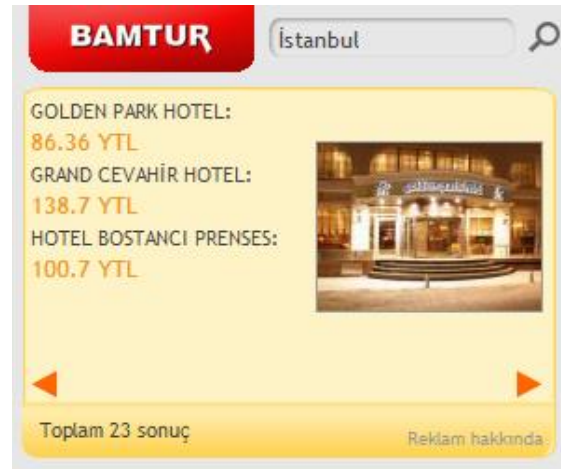 BAMTUR
İstanbul
GOLDEN PARK HOTEL:
86.36 YTL
GRAND CEVAHİR HOTEL:
138.7 YTL
HOTEL BOSTANCI PRENSES:
100.7 YTL
Toplam 23 sonuç
Reklam hakkında